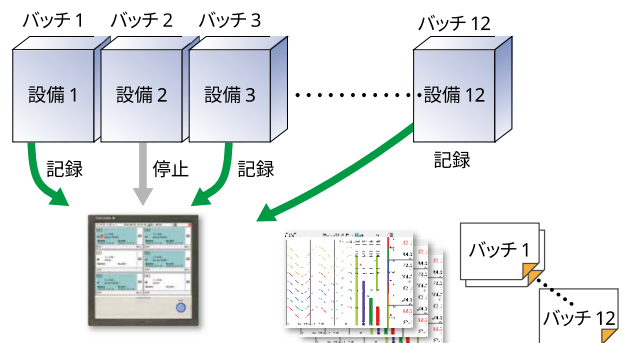 バッチ 1
バッチ 2
バッチ 3
バッチ 12
設備 1
設備 2
設備 3
設備 12
記録
停止
記録
記録
バッチ 1
バッチ 12